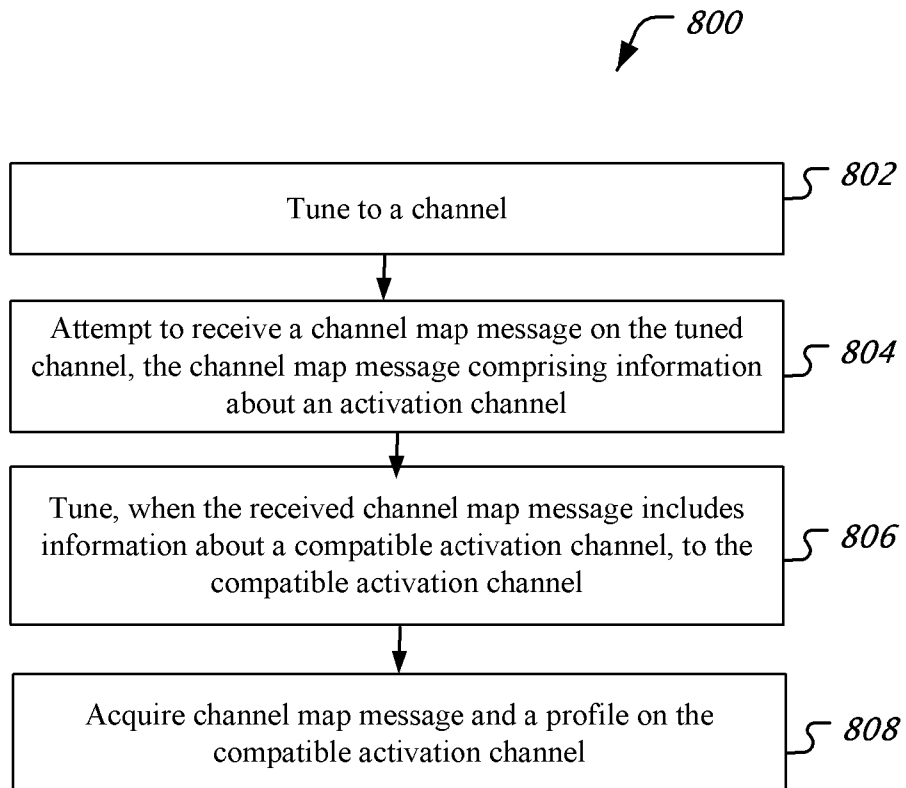 800
Tune to a channel
802
Attempt to receive a channel map message on the tuned
channel, the channel map message comprising information
about an activation channel
804
Tune, when the received channel map message includes
information about a compatible activation channel, to the
compatible activation channel
806
Acquire channel map message and a profile on the
compatible activation channel
808